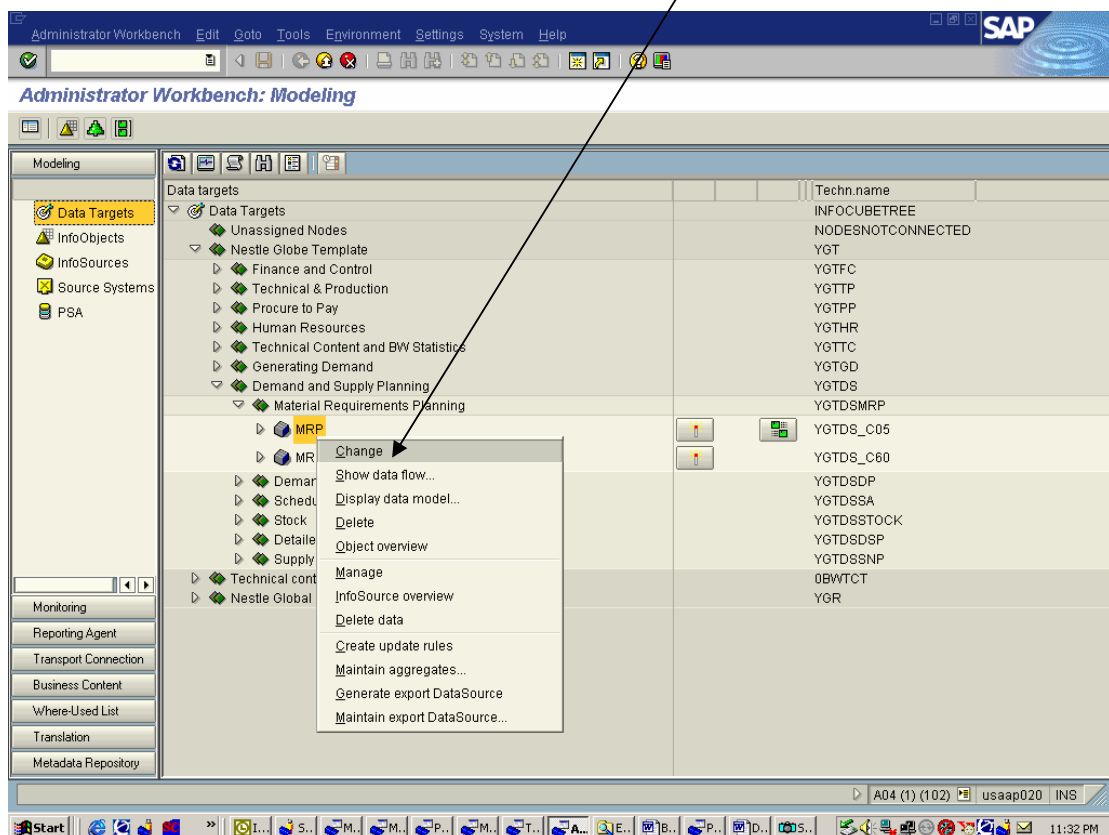 Administrator Workbench Edit Goto Tools Environment Settings System Help
SAP
Administrator Workbench: Modeling
Modeling
Data Targets
InfoObjects
InfoSources
Source Systems
PSA
Data targets Techn.name
Data Targets INFOCUBETREE
Unassigned Nodes NODESNOTCONNECTED
Nestle Globe Template YGT
Finance and Control YGTFC
Technical & Production YGTTP
Procure to Pay YGTPP
Human Resources YGTHR
Technical Content and BW Statistics YGTTC
Generating Demand YGTGD
Demand and Supply Planning YGTDS
Material Requirements Planning YGTDSMRP
MRP YGTDS_C05
MR YGTDS_C60
Deman YGTDSDP
Schedu YGTDSSA
Stock YGTDSSTOCK
Detaile YGTDSDSP
Supply YGTDSSNP
Technical cont 0BWTCT
Nestle Global YGR
Change
Show data flow...
Display data model...
Delete
Object overview
Manage
InfoSource overview
Delete data
Create update rules
Maintain aggregates...
Generate export DataSource
Maintain export DataSource...
Monitoring
Reporting Agent
Transport Connection
Business Content
Where-Used List
Translation
Metadata Repository
A04 (1) (102) usaap020 INS
Start » I... S.. M.. M.. P.. M.. T.. A... E.. B.. P.. D.. S.. 11:32 PM